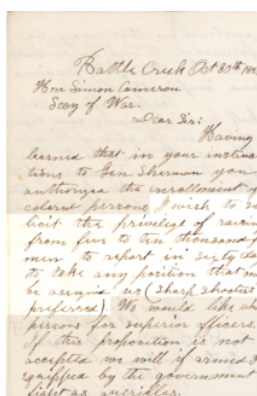 Battle Creek Oct 30th 186
Hon Simon Cameron
Secy of War.
Dear Sir:
Having
learned that in your instruc
tions to Gen Sherman you
authorized the enrollment of
colored persons I wish to so
licit the privilege of raising
from five to ten thousand
men to report in sixty days
to take any position that may
be assigned us (sharp shooters
preferred). We would like white
persons for superior officers.
If this proposition is not
accepted we will if armed &
equipped by the government
fight as guerillas.